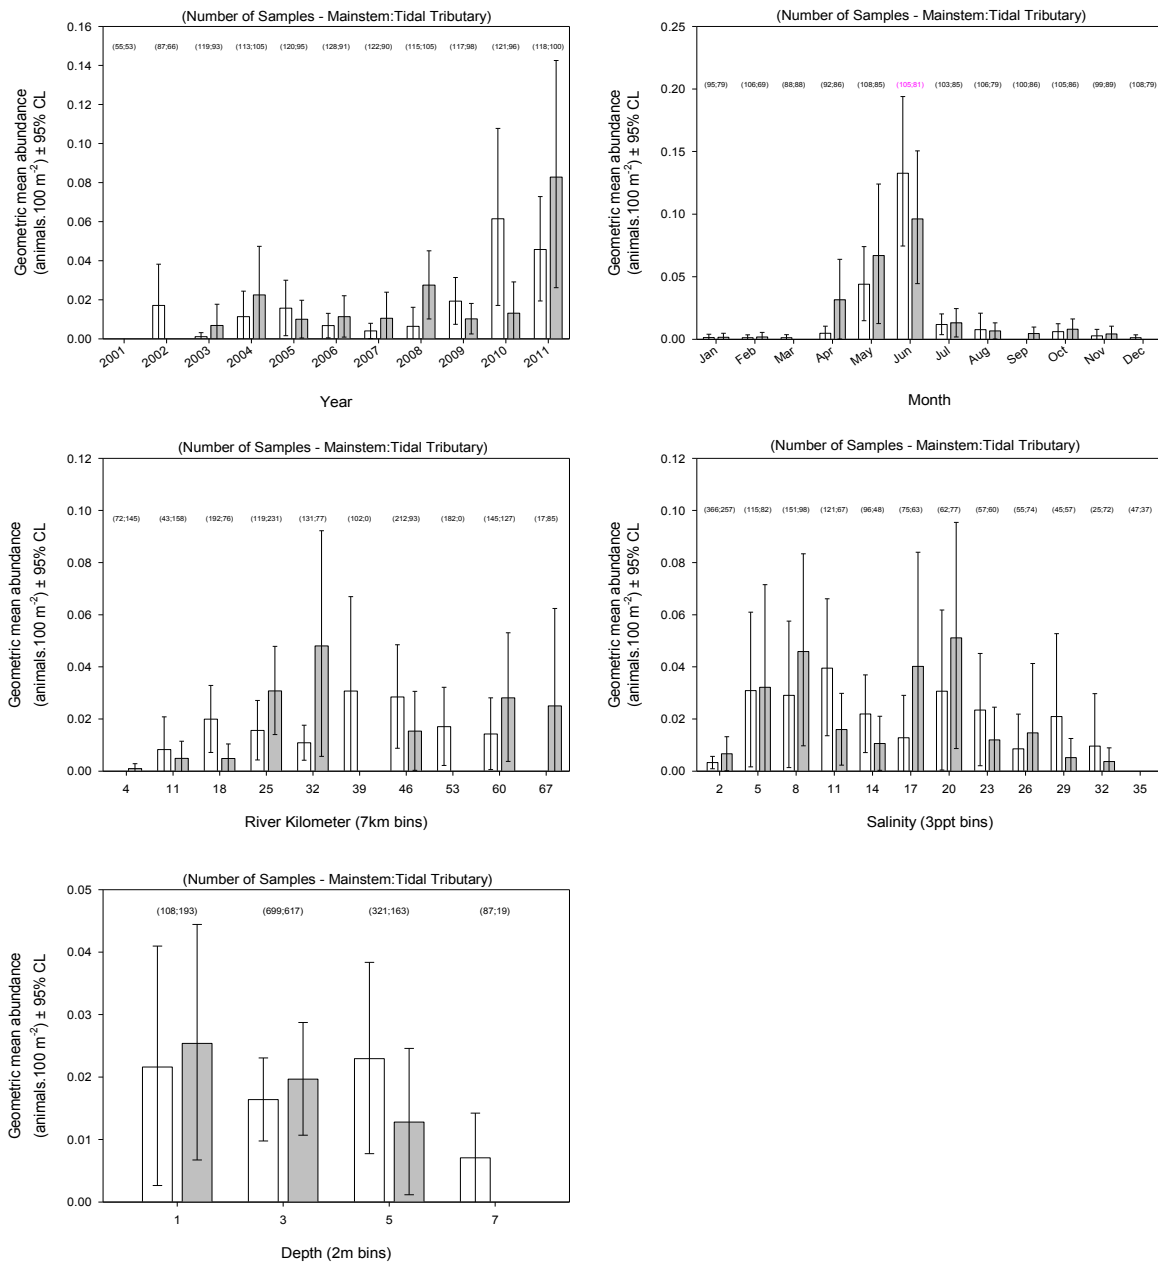 (Number of Samples - Mainstem:Tidal Tributary)
0.16
0.14
0.12
0.10
0.08
0.06
0.04
0.02
0.00
Geometric mean abundance
(animals.100 m⁻²) ± 95% CL
(55;53) (87;66) (119;93) (113;105) (120;95) (128;91) (122;90) (115;105) (117;98) (121;96) (118;100)
2001 2002 2003 2004 2005 2006 2007 2008 2009 2010 2011
Year
(Number of Samples - Mainstem:Tidal Tributary)
0.25
0.20
0.15
0.10
0.05
0.00
Geometric mean abundance
(animals.100 m⁻²) ± 95% CL
(95;79) (106;69) (88;88) (92;86) (108;85) (105;81) (103;85) (106;79) (100;86) (105;86) (99;89) (108;79)
Jan Feb Mar Apr May Jun Jul Aug Sep Oct Nov Dec
Month
(Number of Samples - Mainstem:Tidal Tributary)
0.12
0.10
0.08
0.06
0.04
0.02
0.00
Geometric mean abundance
(animals.100 m⁻²) ± 95% CL
(72;145) (43;158) (192;76) (119;231) (131;77) (102;0) (212;93) (182;0) (145;127) (17;85)
4 11 18 25 32 39 46 53 60 67
River Kilometer (7km bins)
(Number of Samples - Mainstem:Tidal Tributary)
0.12
0.10
0.08
0.06
0.04
0.02
0.00
Geometric mean abundance
(animals.100 m⁻²) ± 95% CL
(366;257) (115;82) (151;98) (121;67) (96;48) (75;63) (62;77) (57;60) (55;74) (45;57) (25;72) (47;37)
2 5 8 11 14 17 20 23 26 29 32 35
Salinity (3ppt bins)
(Number of Samples - Mainstem:Tidal Tributary)
0.05
0.04
0.03
0.02
0.01
0.00
Geometric mean abundance
(animals.100 m⁻²) ± 95% CL
(108;193) (699;617) (321;163) (87;19)
1 3 5 7
Depth (2m bins)